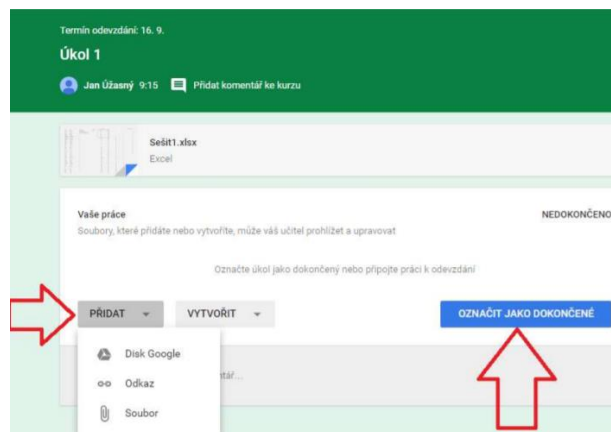 Termín odevzdání: 16. 9.
Úkol 1
Jan Úžasný 9:15 Přidat komentář ke kurzu
Sešit1.xlsx
Excel
Vaše práce NEDOKONČENO
Soubory, které přidáte nebo vytvoříte, může váš učitel prohlížet a upravovat
Označte úkol jako dokončený nebo připojte práci k odevzdání
PŘIDAT VYTVOŘIT OZNAČIT JAKO DOKONČENÉ
Disk Google
Odkaz
Soubor